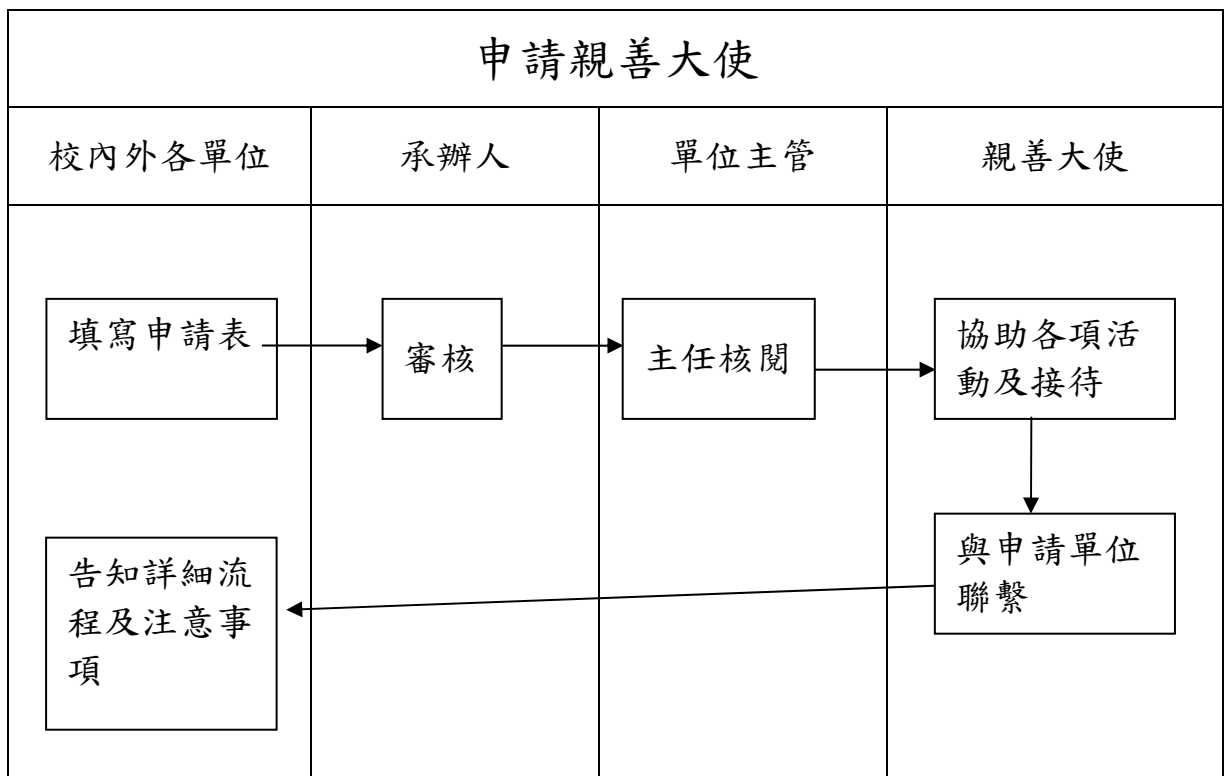 申請親善大使
校內外各單位
承辦人
單位主管
親善大使
填寫申請表
審核
主任核閱
協助各項活
動及接待
與申請單位
聯繫
告知詳細流
程及注意事
項